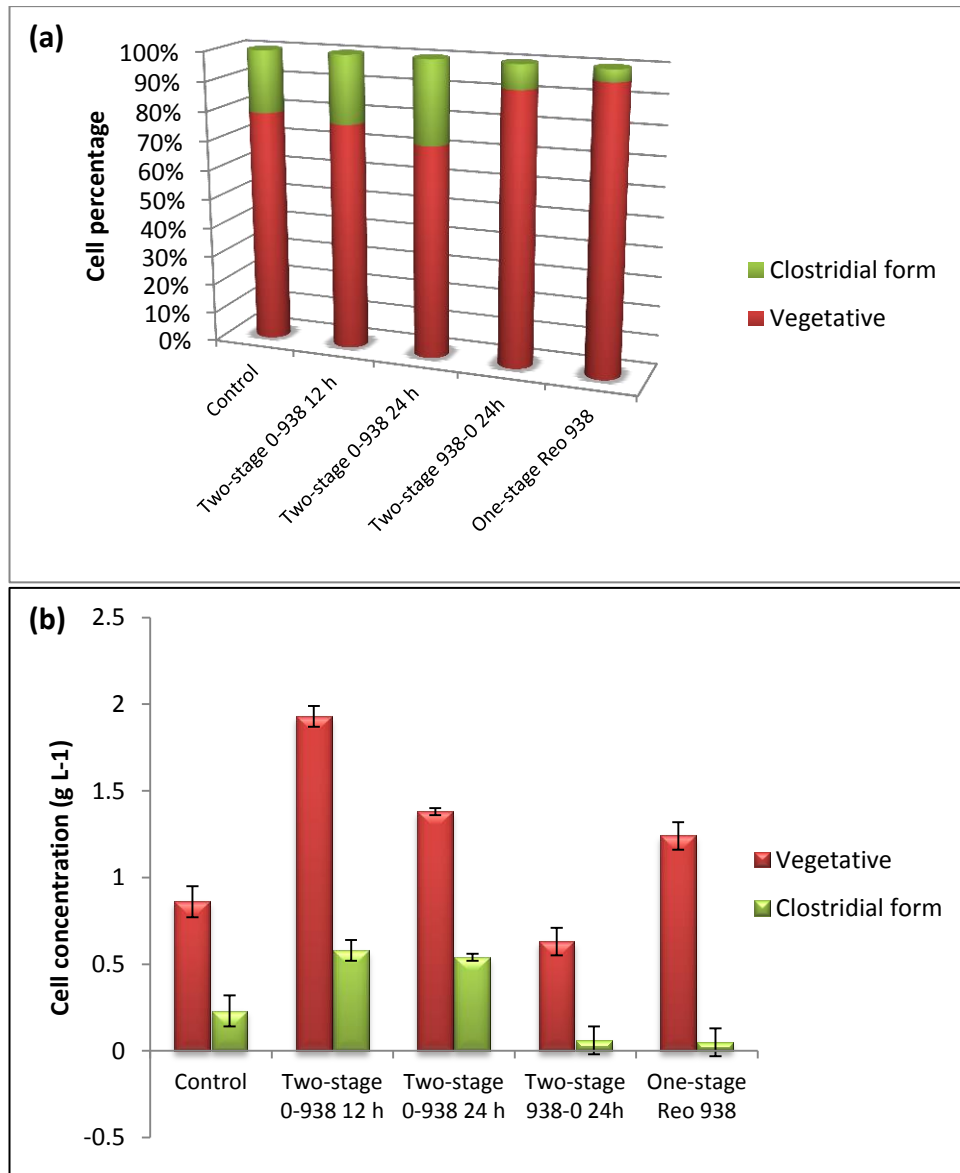 (a)
Cell percentage
100%
90%
80%
70%
60%
50%
40%
30%
20%
10%
0%
Control
Two-stage 0-938 12 h
Two-stage 0-938 24 h
Two-stage 938-0 24h
One-stage Reo 938
Clostridial form
Vegetative
(b)
Cell concentration (g L-1)
2.5
2
1.5
1
0.5
0
-0.5
Control
Two-stage
0-938 12 h
Two-stage
0-938 24 h
Two-stage
938-0 24h
One-stage
Reo 938
Vegetative
Clostridial form